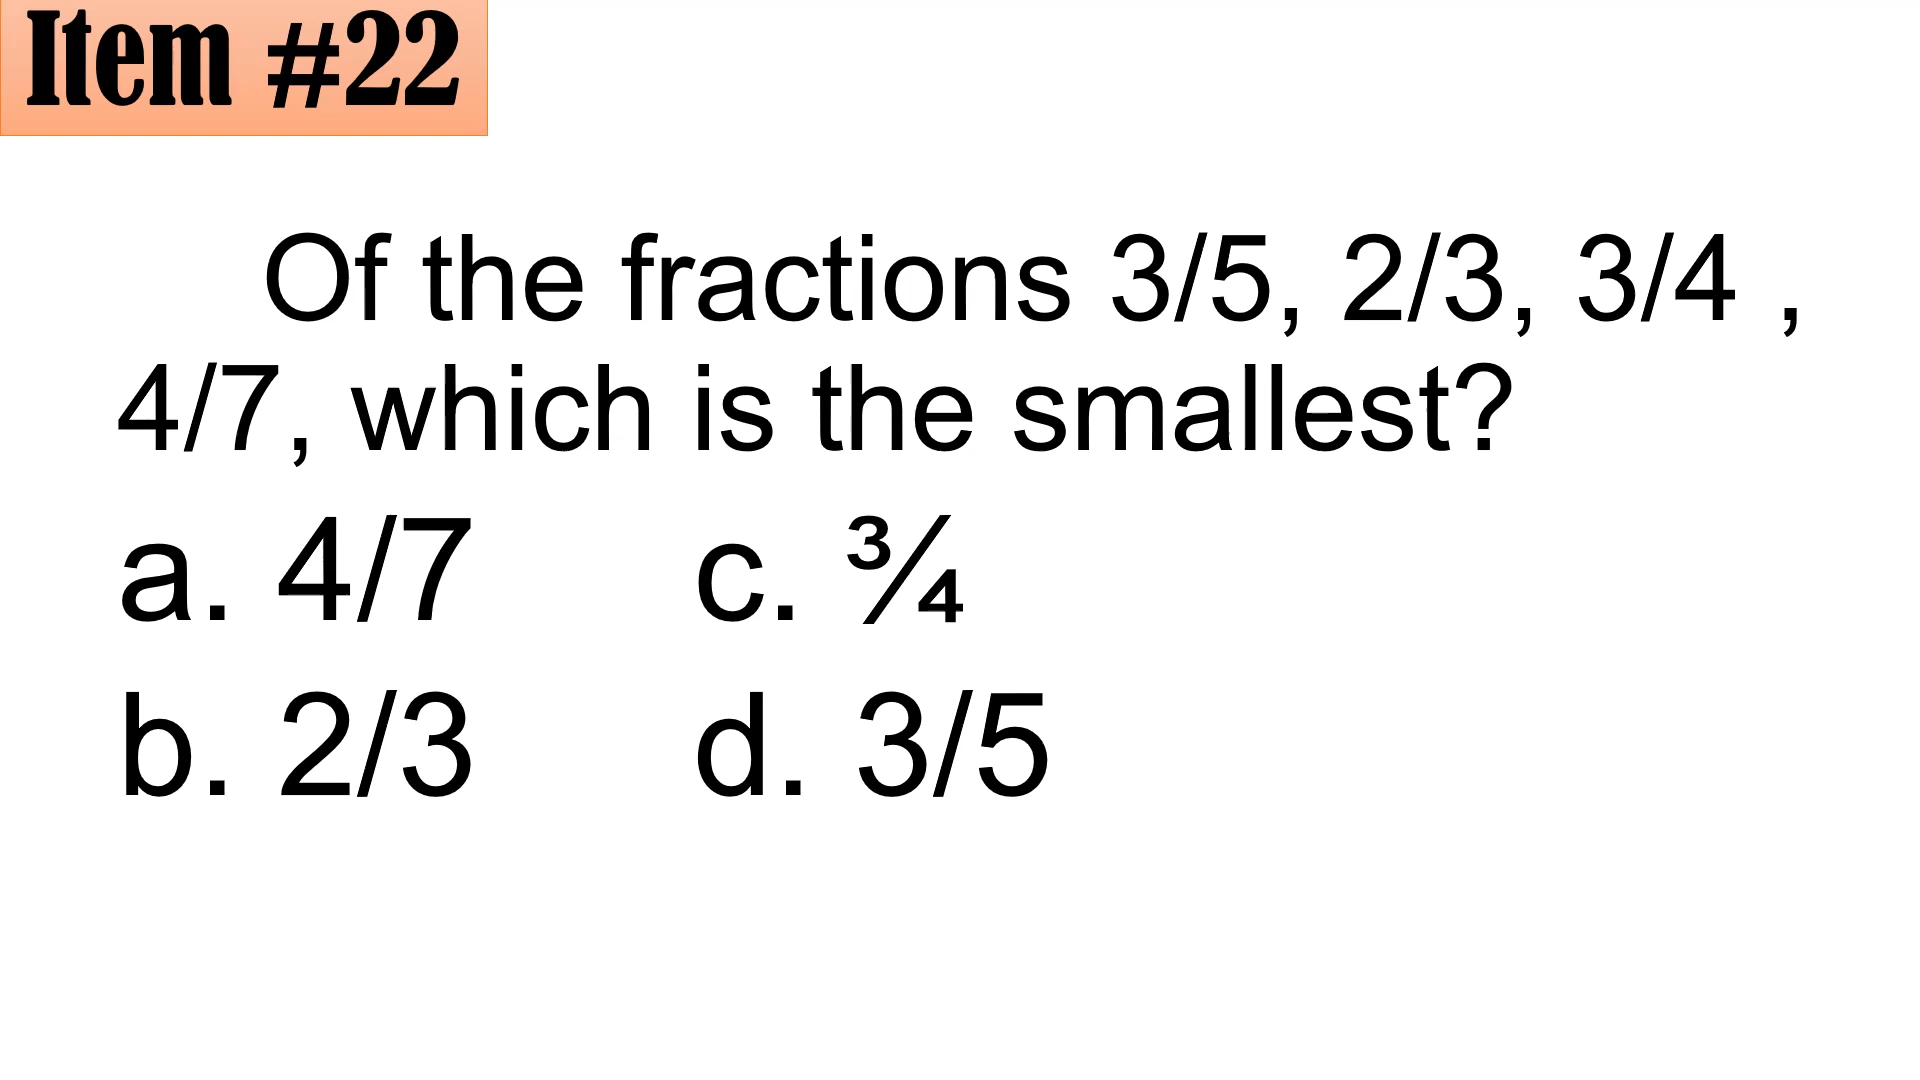 Item #22
Of the fractions 3/5, 2/3, 3/4 ,
4/7, which is the smallest?
a. 4/7 c. ¾
b. 2/3 d. 3/5